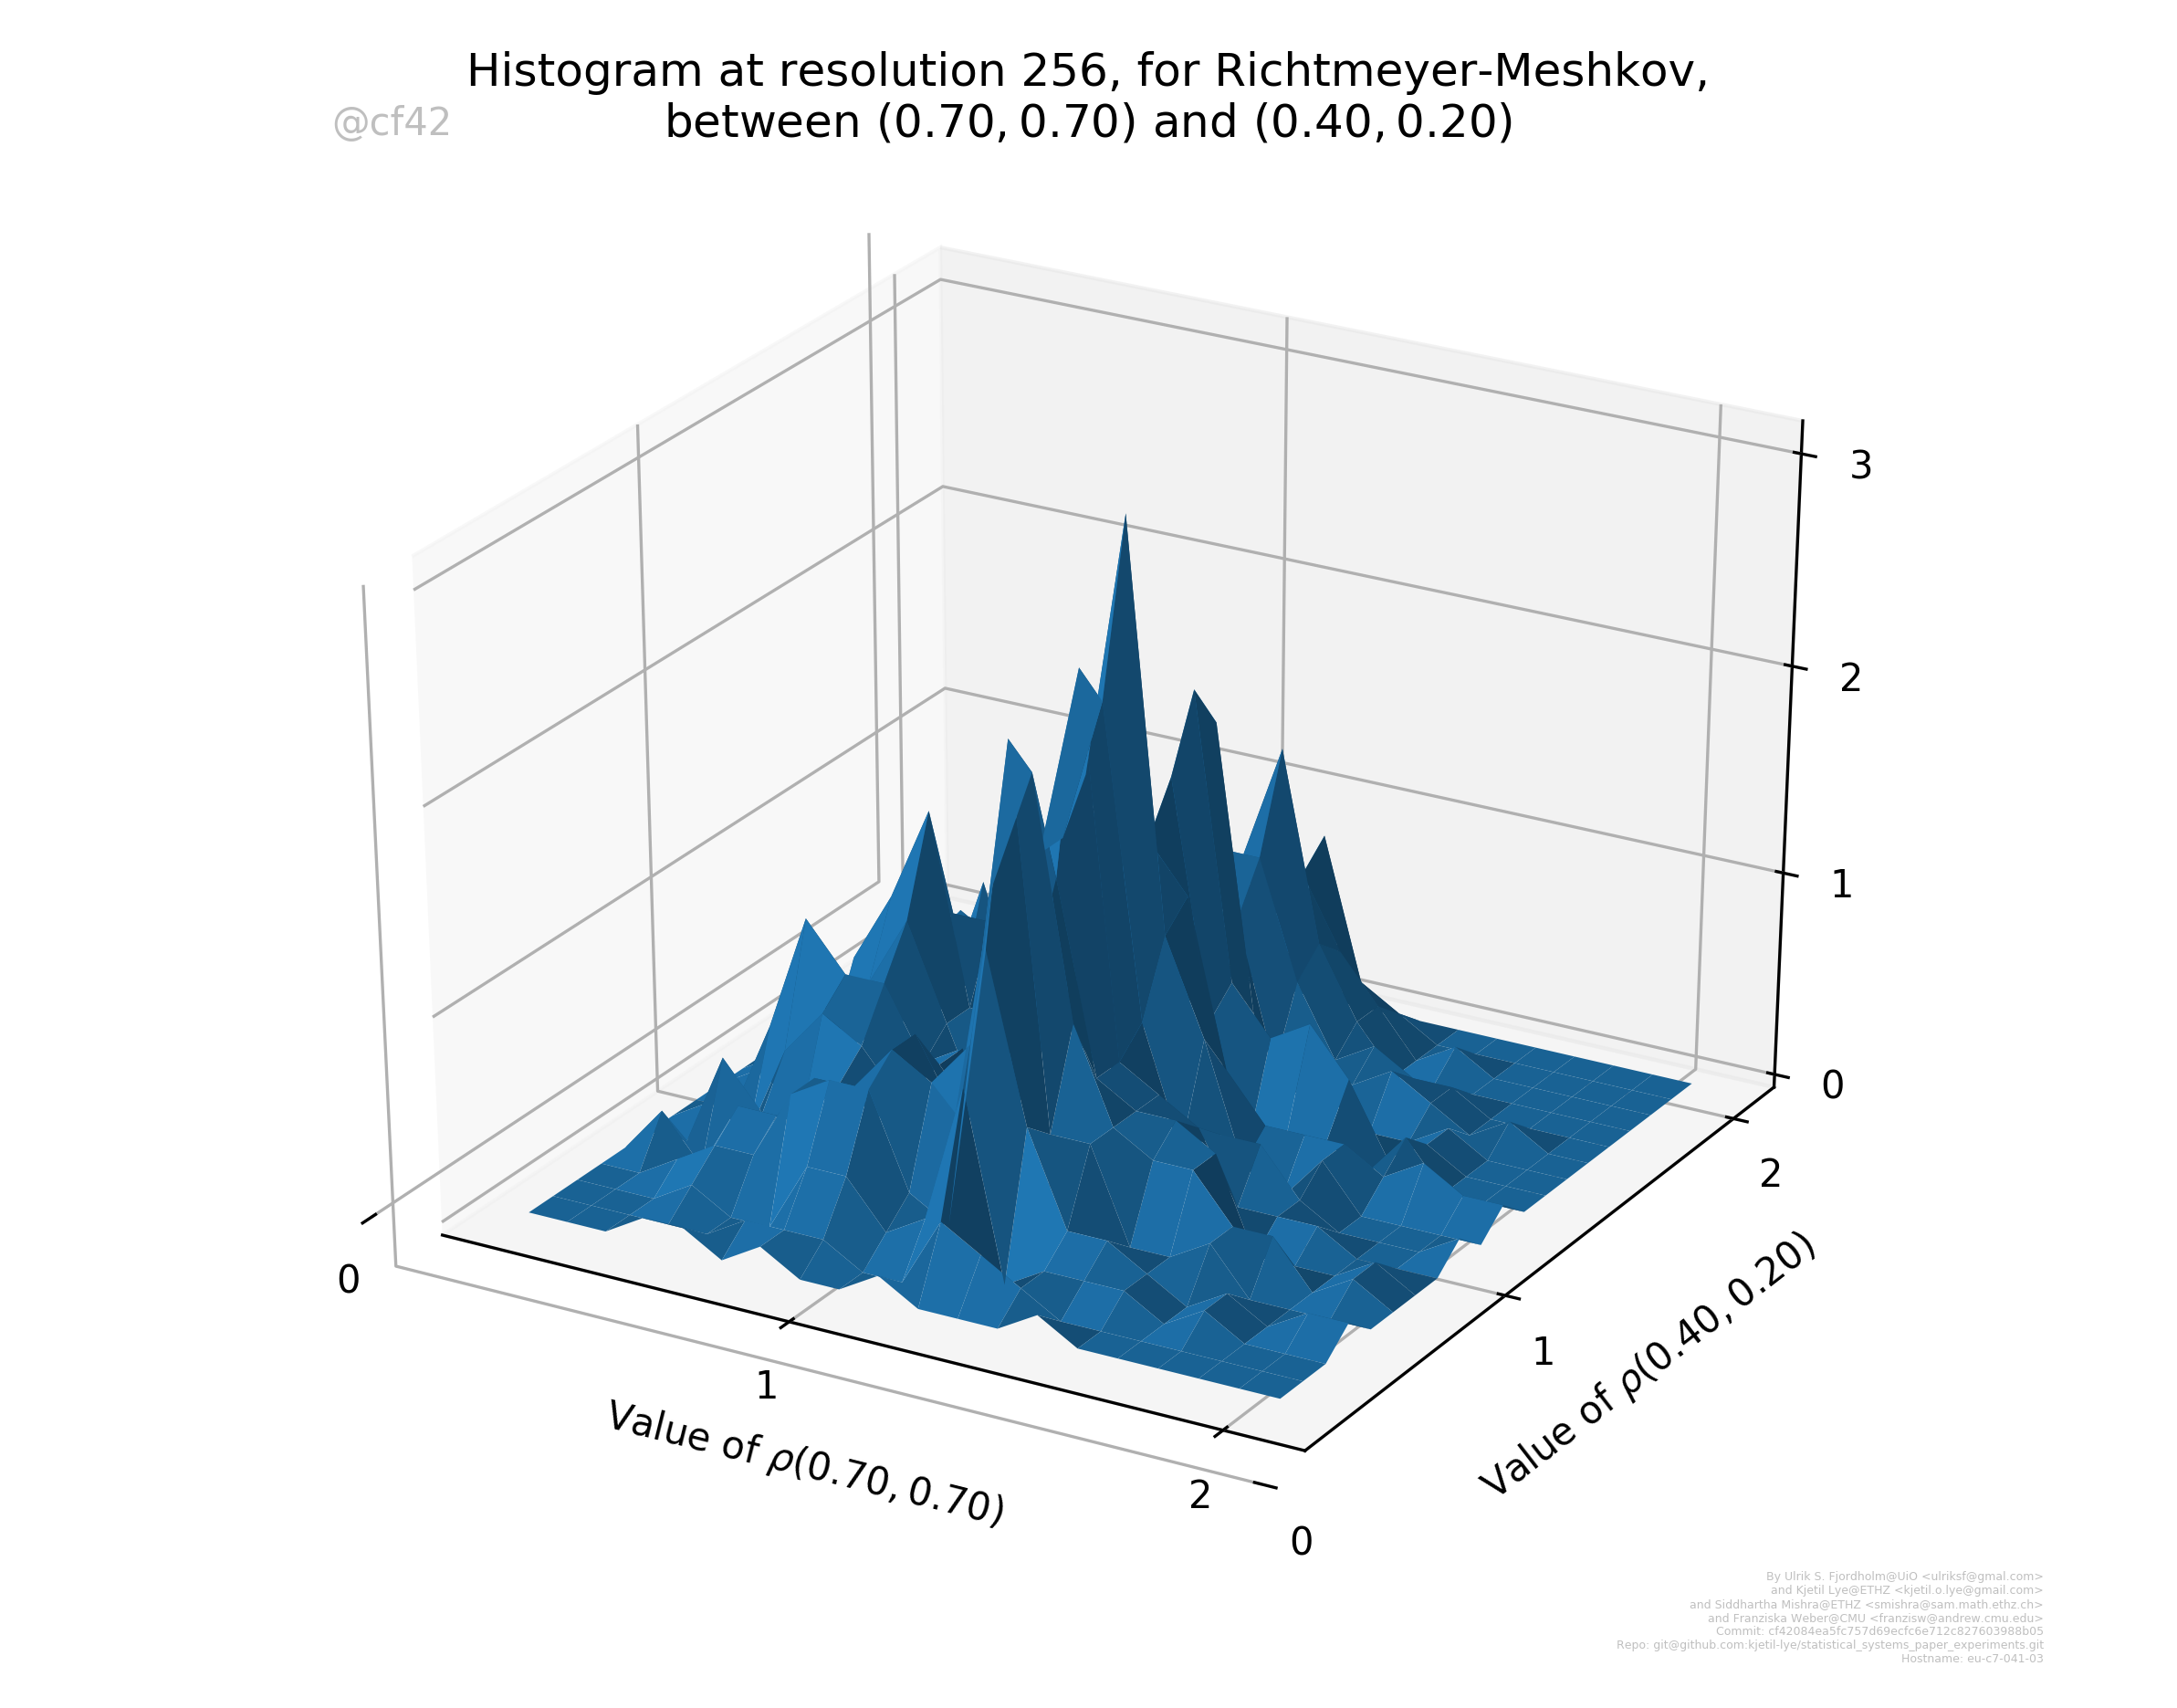 Histogram at resolution 256, for Richtmeyer-Meshkov,
@cf42
between (0.70, 0.70) and (0.40, 0.20)
3
2
1
0
2
1
0
0
1
2
Value of ρ(0.70, 0.70)
Value of ρ(0.40, 0.20)
By Ulrik S. Fjordholm@UiO <ulriksf@gmal.com>
and Kjetil Lye@ETHZ <kjetil.o.lye@gmail.com>
and Siddhartha Mishra@ETHZ <smishra@sam.math.ethz.ch>
and Franziska Weber@CMU <franzisw@andrew.cmu.edu>
Commit: cf42084ea5fc757d69ecfc6e712c827603988b05
Repo: git@github.com:kjetil-lye/statistical_systems_paper_experiments.git
Hostname: eu-c7-041-03